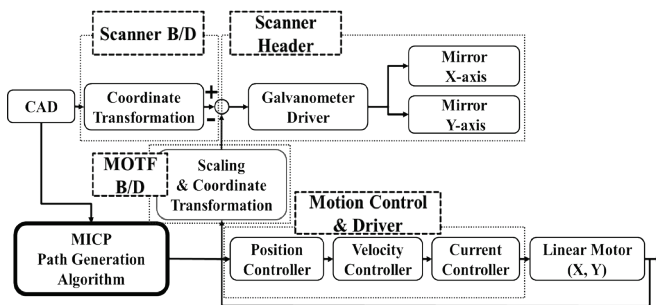 Scanner B/D
Scanner
Header
CAD
Coordinate
Transformation
+
-
Galvanometer
Driver
Mirror
X-axis
Mirror
Y-axis
MOTF
B/D
Scaling
& Coordinate
Transformation
Motion Control
& Driver
MICP
Path Generation
Algorithm
Position
Controller
Velocity
Controller
Current
Controller
Linear Motor
(X, Y)